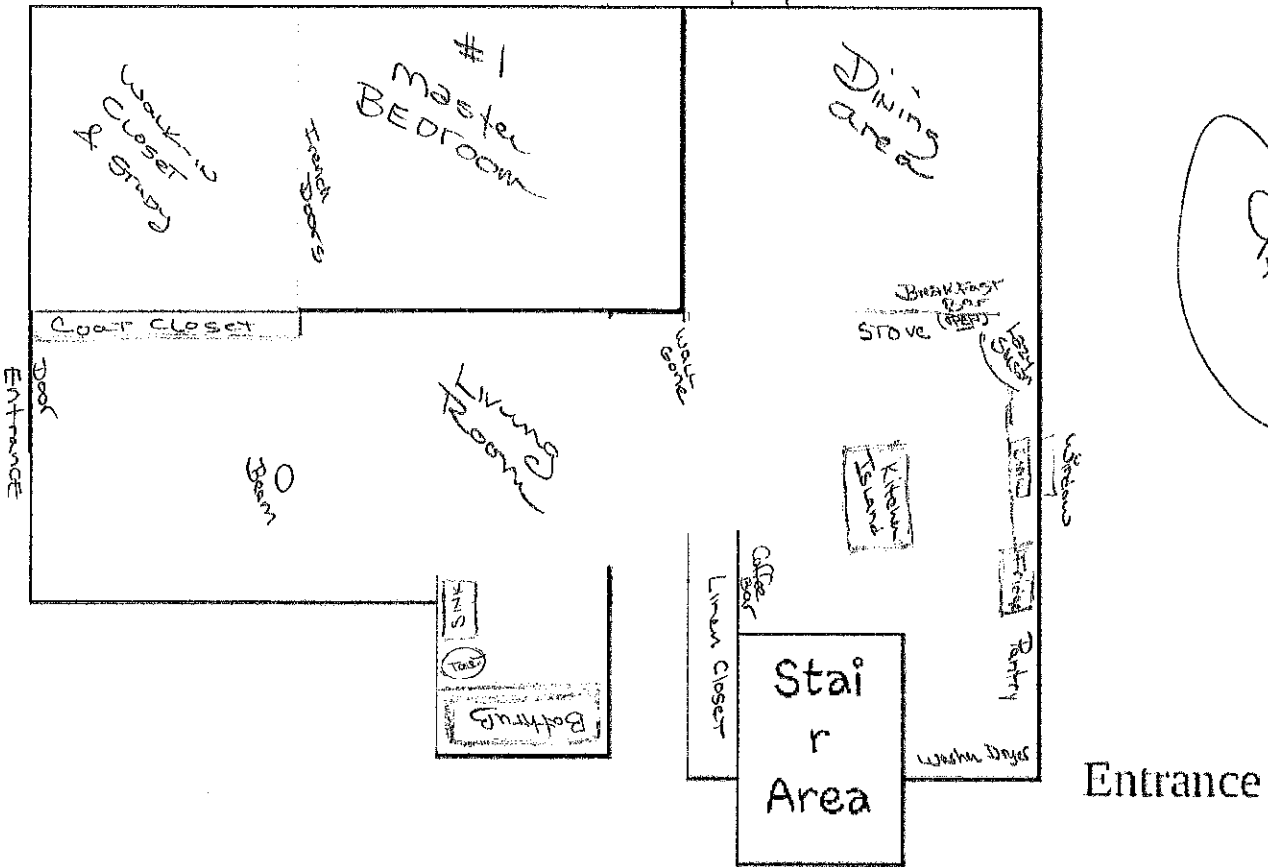 #1
Master
BEDroom
Walk-in
Closet
& Study
French
Doors
Dining
area
Coat Closet
Door
Entrance
Living
Room
Beam
Wall
Gone
Breakfast
Bar
STOVE
Lazy
Susan
Kitchen
Island
Window
Fridge
Pantry
Coffee
Bar
Linen Closet
SINK
Toilet
Bathtub
Stai
r
Area
Washer Dryer
Entrance